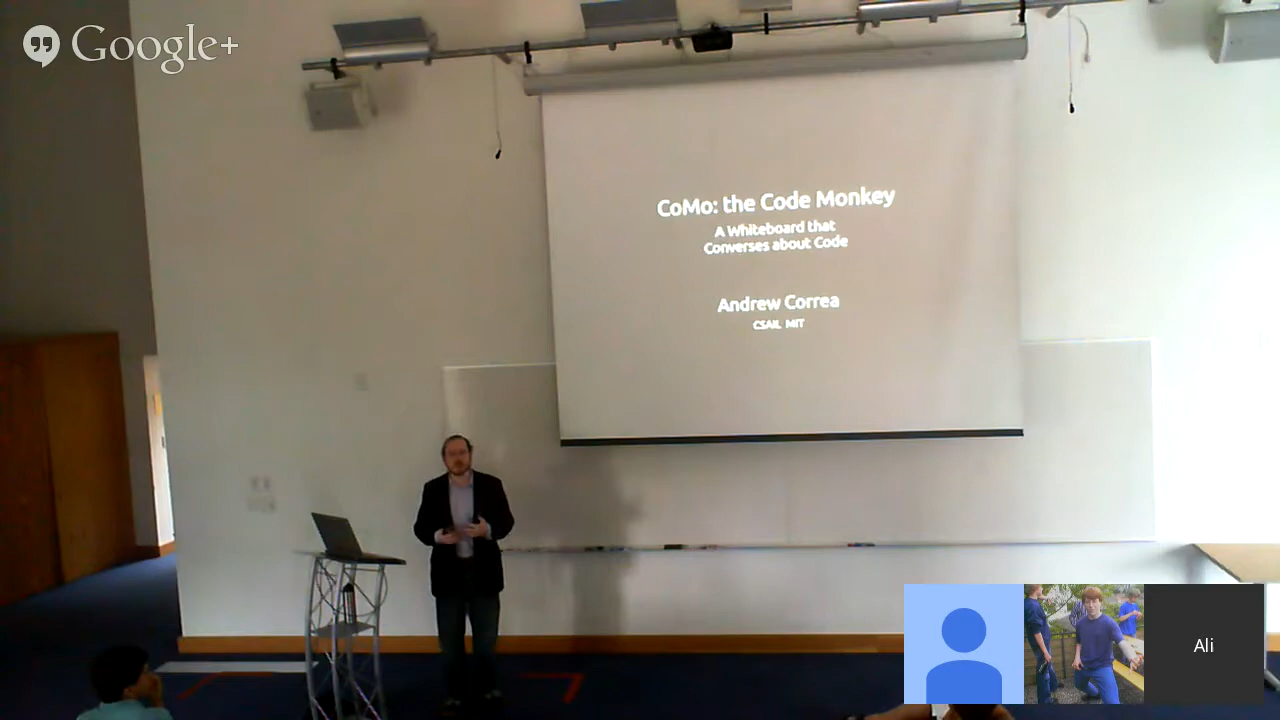 Google+
CoMo: the Code Monkey
A Whiteboard that
Converses about Code
Andrew Correa
CSAIL MIT
Ali